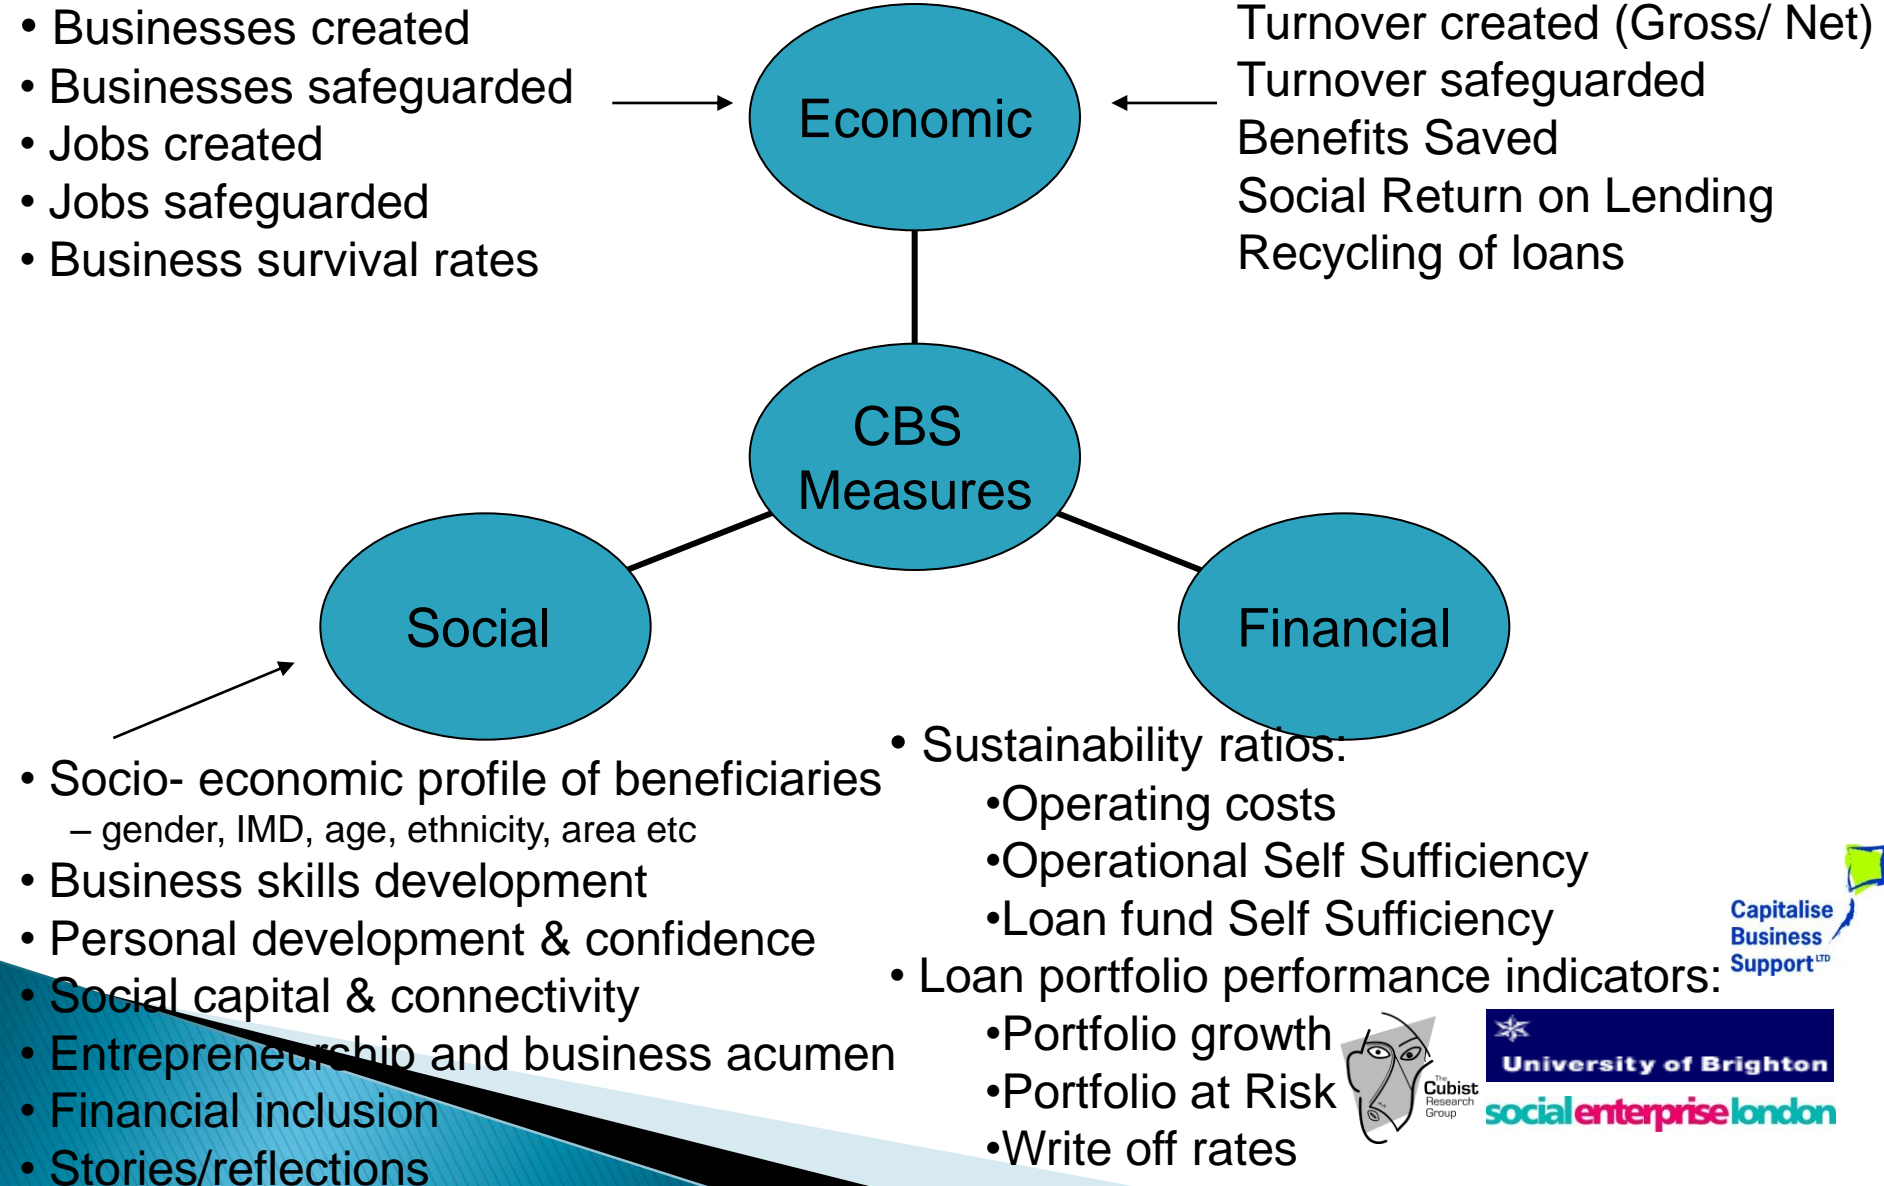 • Businesses created
• Businesses safeguarded
• Jobs created
• Jobs safeguarded
• Business survival rates
Economic
Turnover created (Gross/ Net)
Turnover safeguarded
Benefits Saved
Social Return on Lending
Recycling of loans
CBS
Measures
Social
Financial
• Socio- economic profile of beneficiaries
– gender, IMD, age, ethnicity, area etc
• Business skills development
• Personal development & confidence
• Social capital & connectivity
• Entrepreneurship and business acumen
• Financial inclusion
• Stories/reflections
• Sustainability ratios:
•Operating costs
•Operational Self Sufficiency
•Loan fund Self Sufficiency
• Loan portfolio performance indicators:
•Portfolio growth
•Portfolio at Risk
•Write off rates
Capitalise
Business
Support LTD
The
Cubist
Research
Group
University of Brighton
socialenterpriselondon